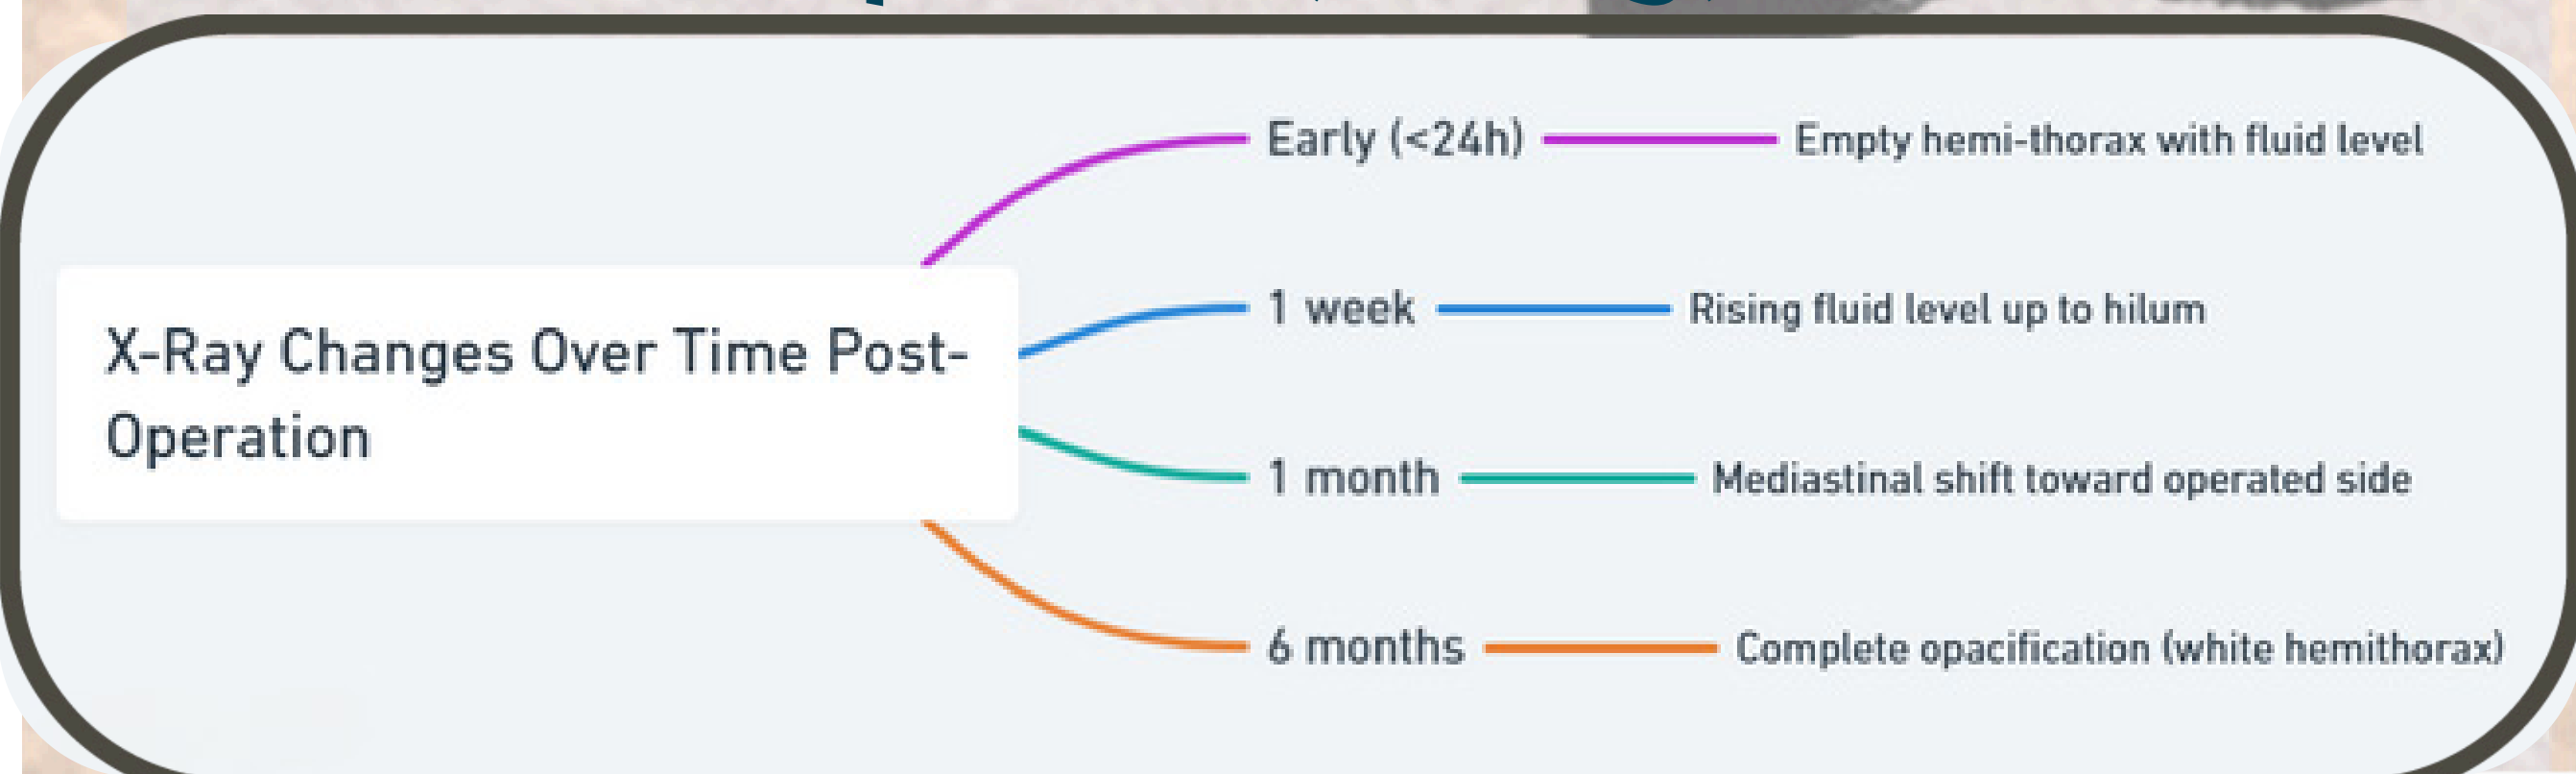 Early (<24h) Empty hemi-thorax with fluid level
1 week Rising fluid level up to hilum
X-Ray Changes Over Time Post-
Operation
1 month Mediastinal shift toward operated side
6 months Complete opacification (white hemithorax)